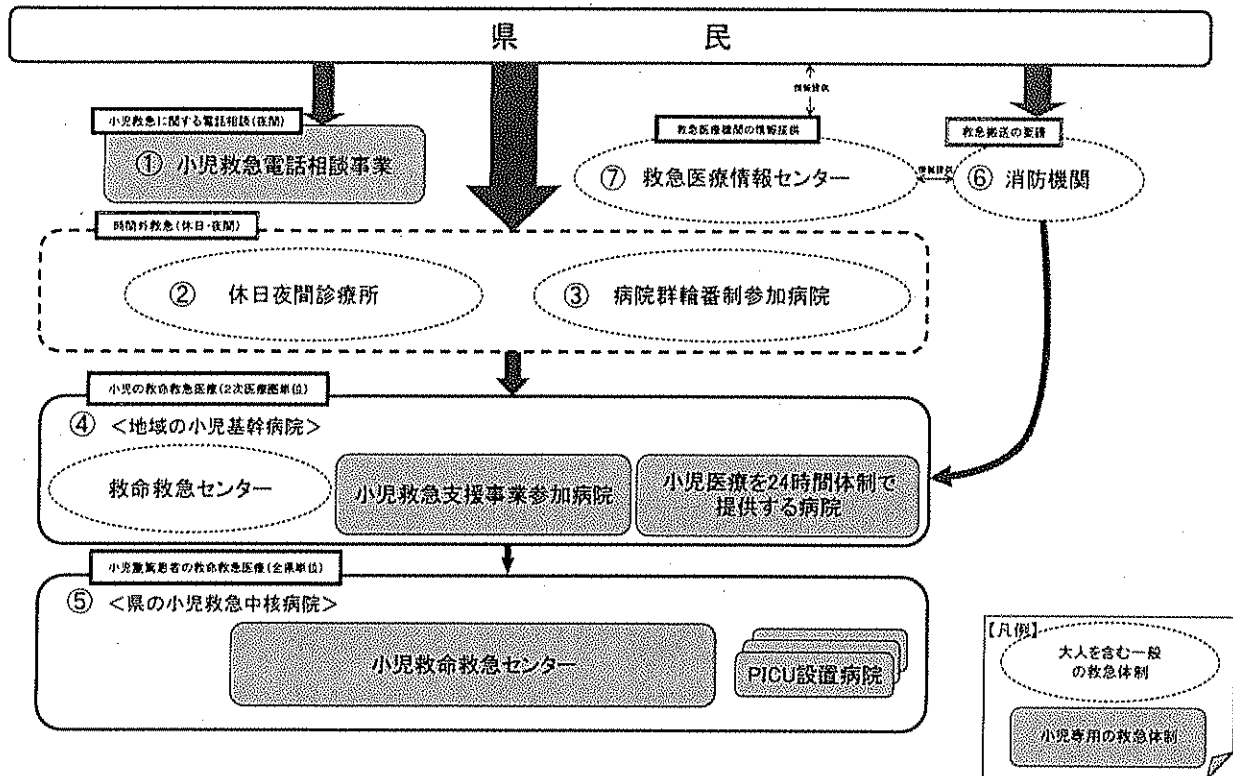 県　民
情報提供
小児救急に関する電話相談(夜間)
① 小児救急電話相談事業
救急医療機関の情報提供
⑦ 救急医療情報センター
情報提供
救急搬送の要請
⑥ 消防機関
時間外救急(休日・夜間)
② 休日夜間診療所
③ 病院群輪番制参加病院
小児の救命救急医療(2次医療圏単位)
④ <地域の小児基幹病院>
救命救急センター
小児救急支援事業参加病院
小児医療を24時間体制で
提供する病院
小児重篤患者の救命救急医療(全県単位)
⑤ <県の小児救急中核病院>
小児救命救急センター
PICU設置病院
【凡例】
大人を含む一般
の救急体制
小児専用の救急体制